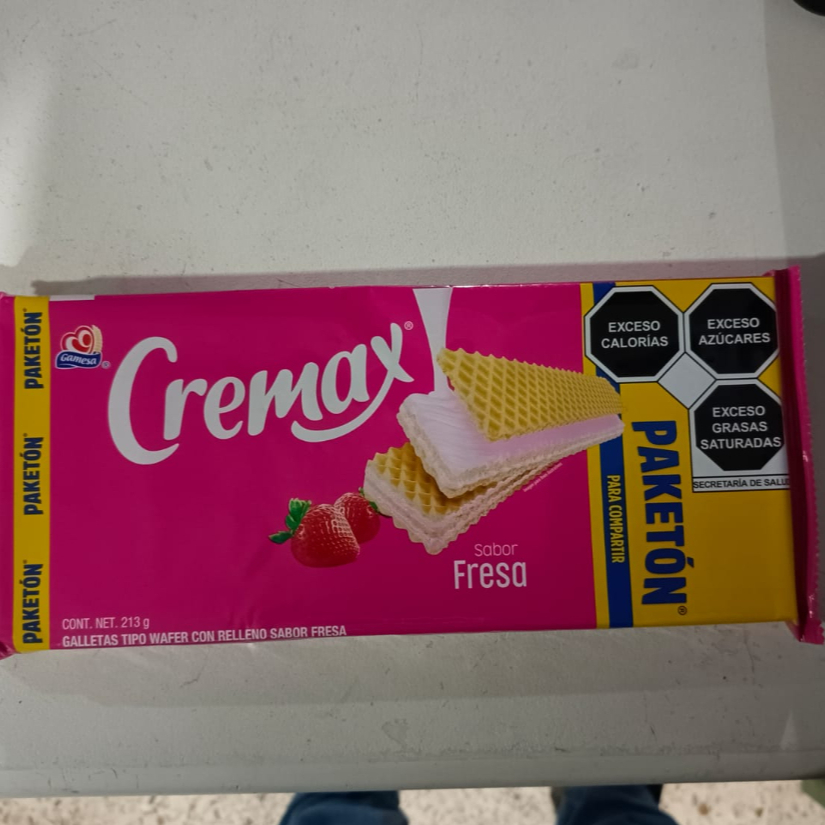 PAKETÓN®
PAKETÓN®
PAKETÓN®
Gamesa®
Cremax®
Sabor
Fresa
CONT. NET. 213 g
GALLETAS TIPO WAFER CON RELLENO SABOR FRESA
PARA COMPARTIR
PAKETÓN®
EXCESO
CALORÍAS
EXCESO
AZÚCARES
EXCESO
GRASAS
SATURADAS
SECRETARÍA DE SALU